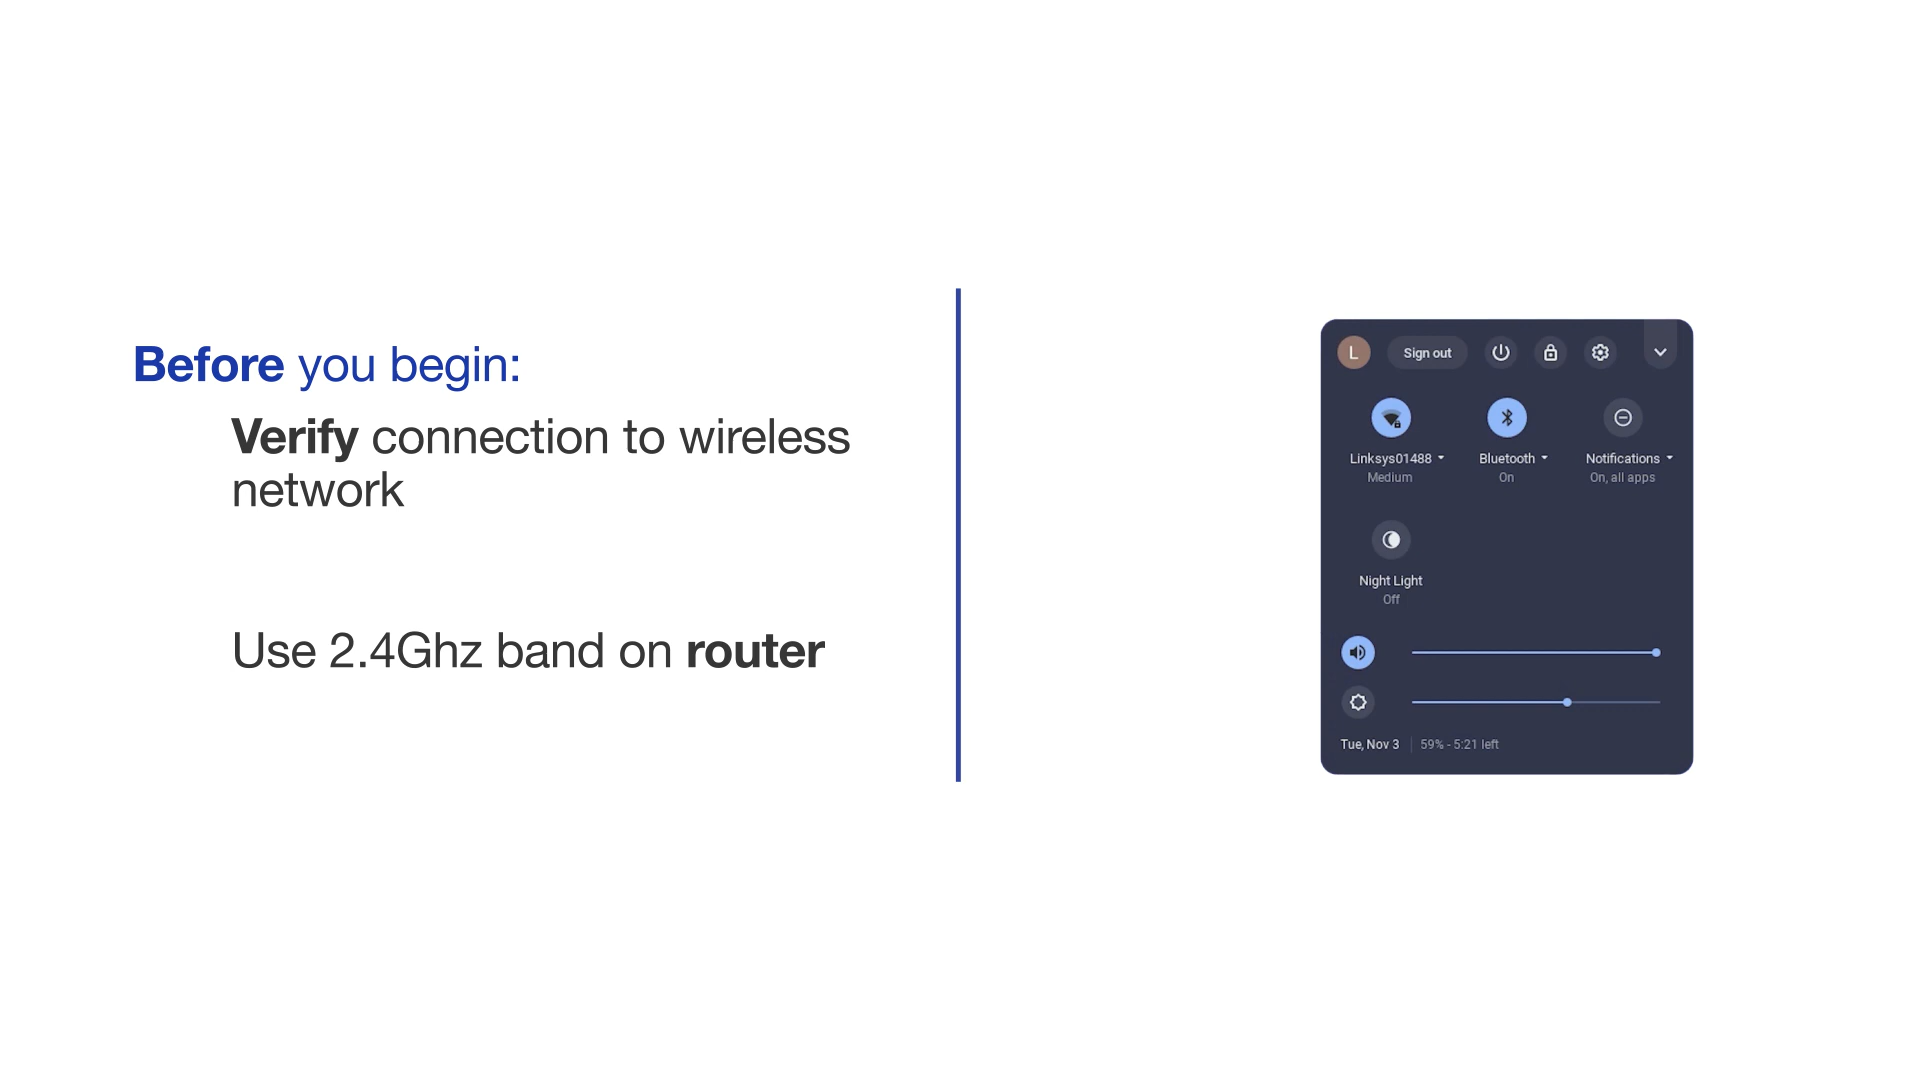 Before you begin:
Verify connection to wireless
network
Use 2.4Ghz band on router
L
Sign out
Linksys01488
Bluetooth
Notifications
Medium
On
On, all apps
Night Light
Off
Tue, Nov 3
59% - 5:21 left